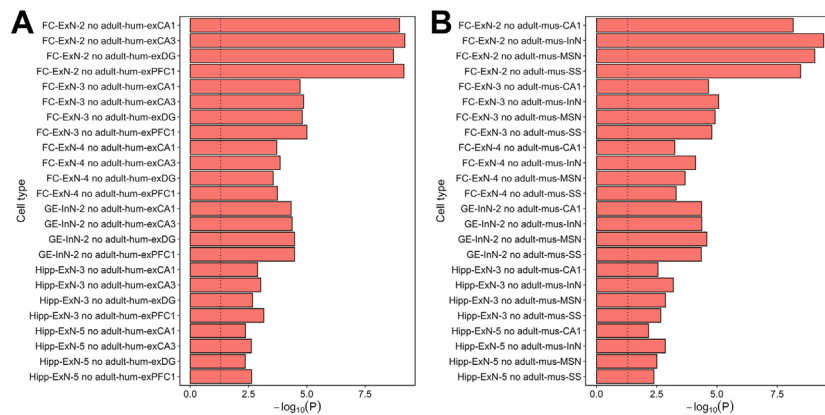 A
Cell type
FC-ExN-2 no adult-hum-exCA1
FC-ExN-2 no adult-hum-exCA3
FC-ExN-2 no adult-hum-exDG
FC-ExN-2 no adult-hum-exPFC1
FC-ExN-3 no adult-hum-exCA1
FC-ExN-3 no adult-hum-exCA3
FC-ExN-3 no adult-hum-exDG
FC-ExN-3 no adult-hum-exPFC1
FC-ExN-4 no adult-hum-exCA1
FC-ExN-4 no adult-hum-exCA3
FC-ExN-4 no adult-hum-exDG
FC-ExN-4 no adult-hum-exPFC1
GE-InN-2 no adult-hum-exCA1
GE-InN-2 no adult-hum-exCA3
GE-InN-2 no adult-hum-exDG
GE-InN-2 no adult-hum-exPFC1
Hipp-ExN-3 no adult-hum-exCA1
Hipp-ExN-3 no adult-hum-exCA3
Hipp-ExN-3 no adult-hum-exDG
Hipp-ExN-3 no adult-hum-exPFC1
Hipp-ExN-5 no adult-hum-exCA1
Hipp-ExN-5 no adult-hum-exCA3
Hipp-ExN-5 no adult-hum-exDG
Hipp-ExN-5 no adult-hum-exPFC1
0.0 2.5 5.0 7.5
−log₁₀(P)
B
Cell type
FC-ExN-2 no adult-mus-CA1
FC-ExN-2 no adult-mus-InN
FC-ExN-2 no adult-mus-MSN
FC-ExN-2 no adult-mus-SS
FC-ExN-3 no adult-mus-CA1
FC-ExN-3 no adult-mus-InN
FC-ExN-3 no adult-mus-MSN
FC-ExN-3 no adult-mus-SS
FC-ExN-4 no adult-mus-CA1
FC-ExN-4 no adult-mus-InN
FC-ExN-4 no adult-mus-MSN
FC-ExN-4 no adult-mus-SS
GE-InN-2 no adult-mus-CA1
GE-InN-2 no adult-mus-InN
GE-InN-2 no adult-mus-MSN
GE-InN-2 no adult-mus-SS
Hipp-ExN-3 no adult-mus-CA1
Hipp-ExN-3 no adult-mus-InN
Hipp-ExN-3 no adult-mus-MSN
Hipp-ExN-3 no adult-mus-SS
Hipp-ExN-5 no adult-mus-CA1
Hipp-ExN-5 no adult-mus-InN
Hipp-ExN-5 no adult-mus-MSN
Hipp-ExN-5 no adult-mus-SS
0.0 2.5 5.0 7.5
−log₁₀(P)